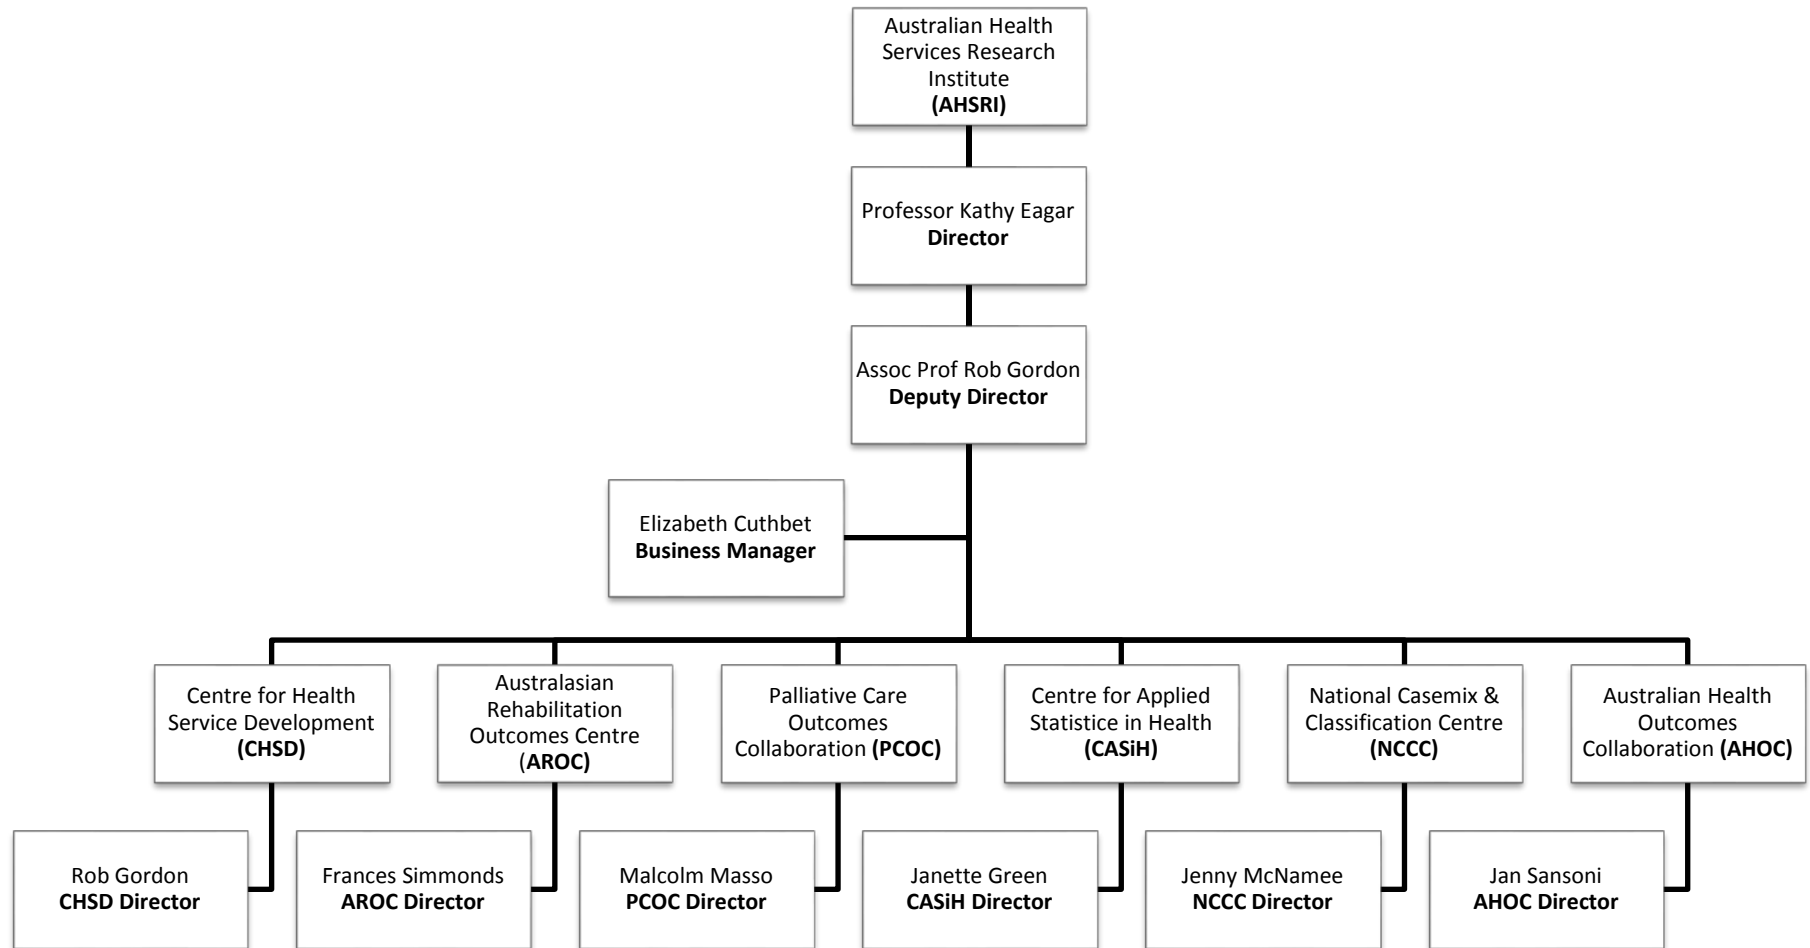 Australian Health
Services Research
Institute
(AHSRI)
Professor Kathy Eagar
Director
Assoc Prof Rob Gordon
Deputy Director
Elizabeth Cuthbet
Business Manager
Centre for Health
Service Development
(CHSD)
Australasian
Rehabilitation
Outcomes Centre
(AROC)
Palliative Care
Outcomes
Collaboration (PCOC)
Centre for Applied
Statistice in Health
(CASiH)
National Casemix &
Classification Centre
(NCCC)
Australian Health
Outcomes
Collaboration (AHOC)
Rob Gordon
CHSD Director
Frances Simmonds
AROC Director
Malcolm Masso
PCOC Director
Janette Green
CASiH Director
Jenny McNamee
NCCC Director
Jan Sansoni
AHOC Director